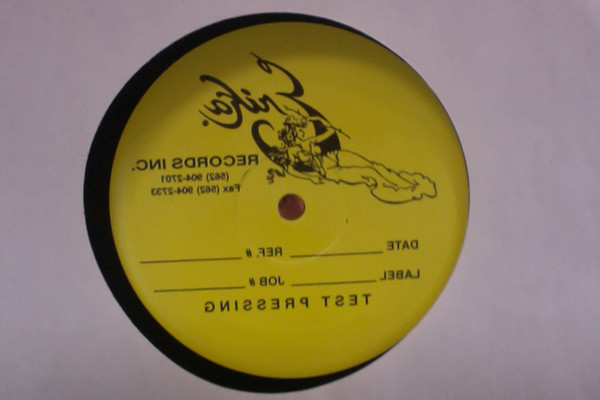 Erika
RECORDS INC.
(562) 904-2701
Fax (562) 904-2733
DATE REF. #
LABEL JOB #
TEST PRESSING